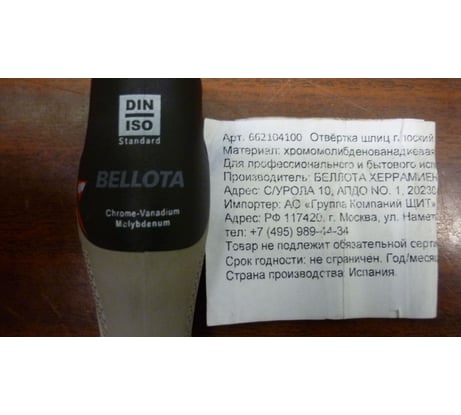 DIN
ISO
Standard
BELLOTA
Chrome-Vanadium
Molybdenum
Арт. 662104100 Отвёртка шлиц плоский
Материал: хромомолибденованадиевая
Для профессионального и бытового исп
Производитель: БЕЛЛОТА ХЕРРАМИЕН
Адрес: С/УРОЛА 10, АПДО NO. 1, 20230
Импортер: АО «Группа Компаний ЩИТ»
Адрес: РФ 117420, г. Москва, ул. Намет
тел: +7 (495) 989-44-34
Товар не подлежит обязательной серти
Срок годности: не ограничен. Год/месяц
Страна производства Испания.